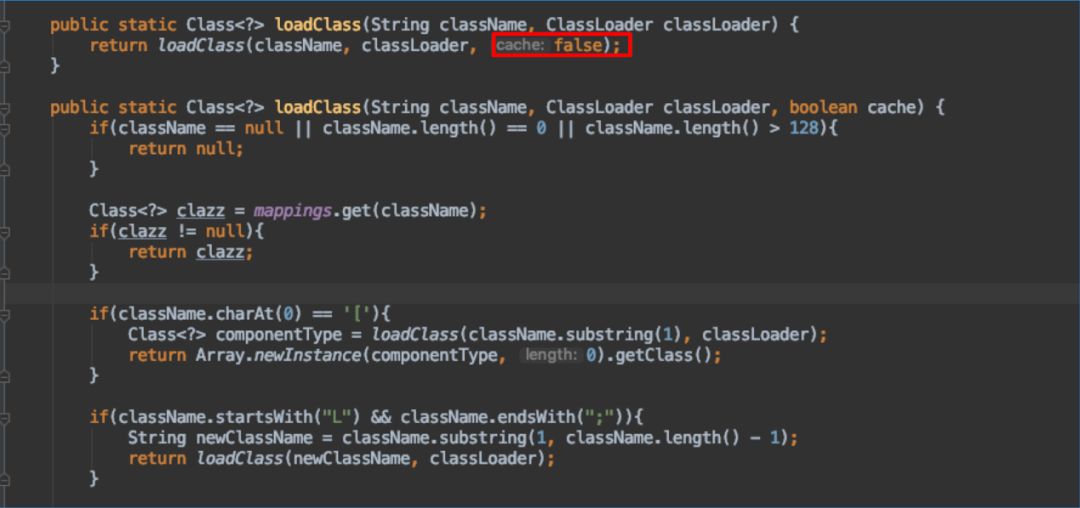 public static Class<?> loadClass(String className, ClassLoader classLoader) {
return loadClass(className, classLoader, cache: false);
}
public static Class<?> loadClass(String className, ClassLoader classLoader, boolean cache) {
if(className == null || className.length() == 0 || className.length() > 128){
return null;
}
Class<?> clazz = mappings.get(className);
if(clazz != null){
return clazz;
}
if(className.charAt(0) == '['){
Class<?> componentType = loadClass(className.substring(1), classLoader);
return Array.newInstance(componentType, length: 0).getClass();
}
if(className.startsWith("L") && className.endsWith(";")){
String newClassName = className.substring(1, className.length() - 1);
return loadClass(newClassName, classLoader);
}